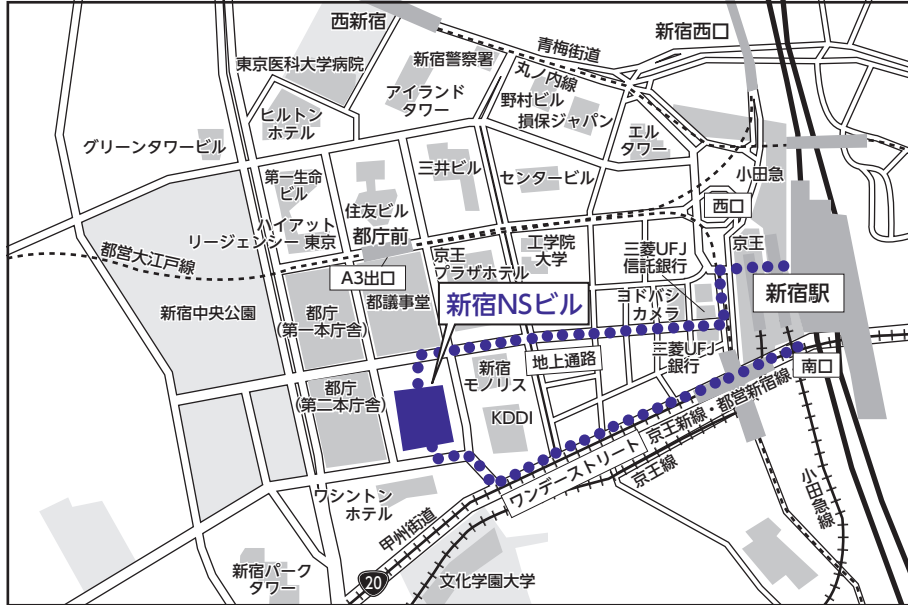 西新宿
新宿西口
青梅街道
東京医科大学病院
新宿警察署
丸ノ内線
アイランド
タワー
野村ビル
損保ジャパン
ヒルトン
ホテル
エル
タワー
グリーンタワービル
三井ビル
センタービル
小田急
第一生命
ビル
住友ビル
西口
ハイアット
リージェンシー 東京
都庁前
工学院
大学
三菱UFJ
信託銀行
京王
都営大江戸線
A3出口
京王
プラザホテル
新宿駅
新宿中央公園
都議事堂
新宿NSビル
ヨドバシ
カメラ
都庁
(第一本庁舎)
三菱UFJ
銀行
地上通路
南口
新宿
モノリス
都庁
(第二本庁舎)
KDDI
京王新線・都営新宿線
ワンデーストリート
京王線
小田急線
ワシントン
ホテル
甲州街道
新宿パーク
タワー
20
文化学園大学